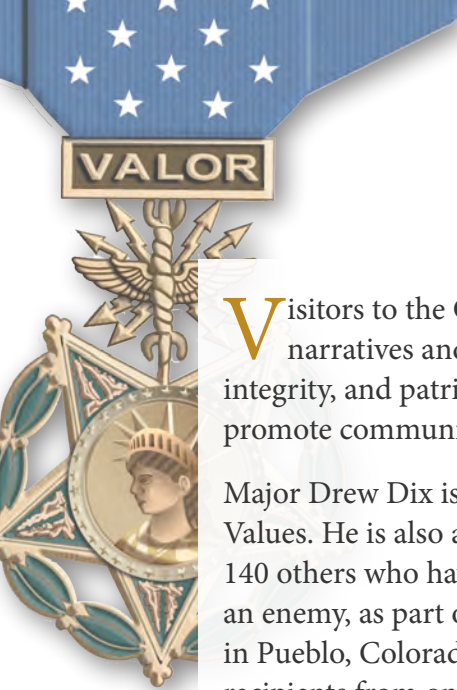 VALOR
Visitors to the
narratives and
integrity, and patri
promote communi
Major Drew Dix is
Values. He is also a
140 others who hav
an enemy, as part o
in Pueblo, Colorad